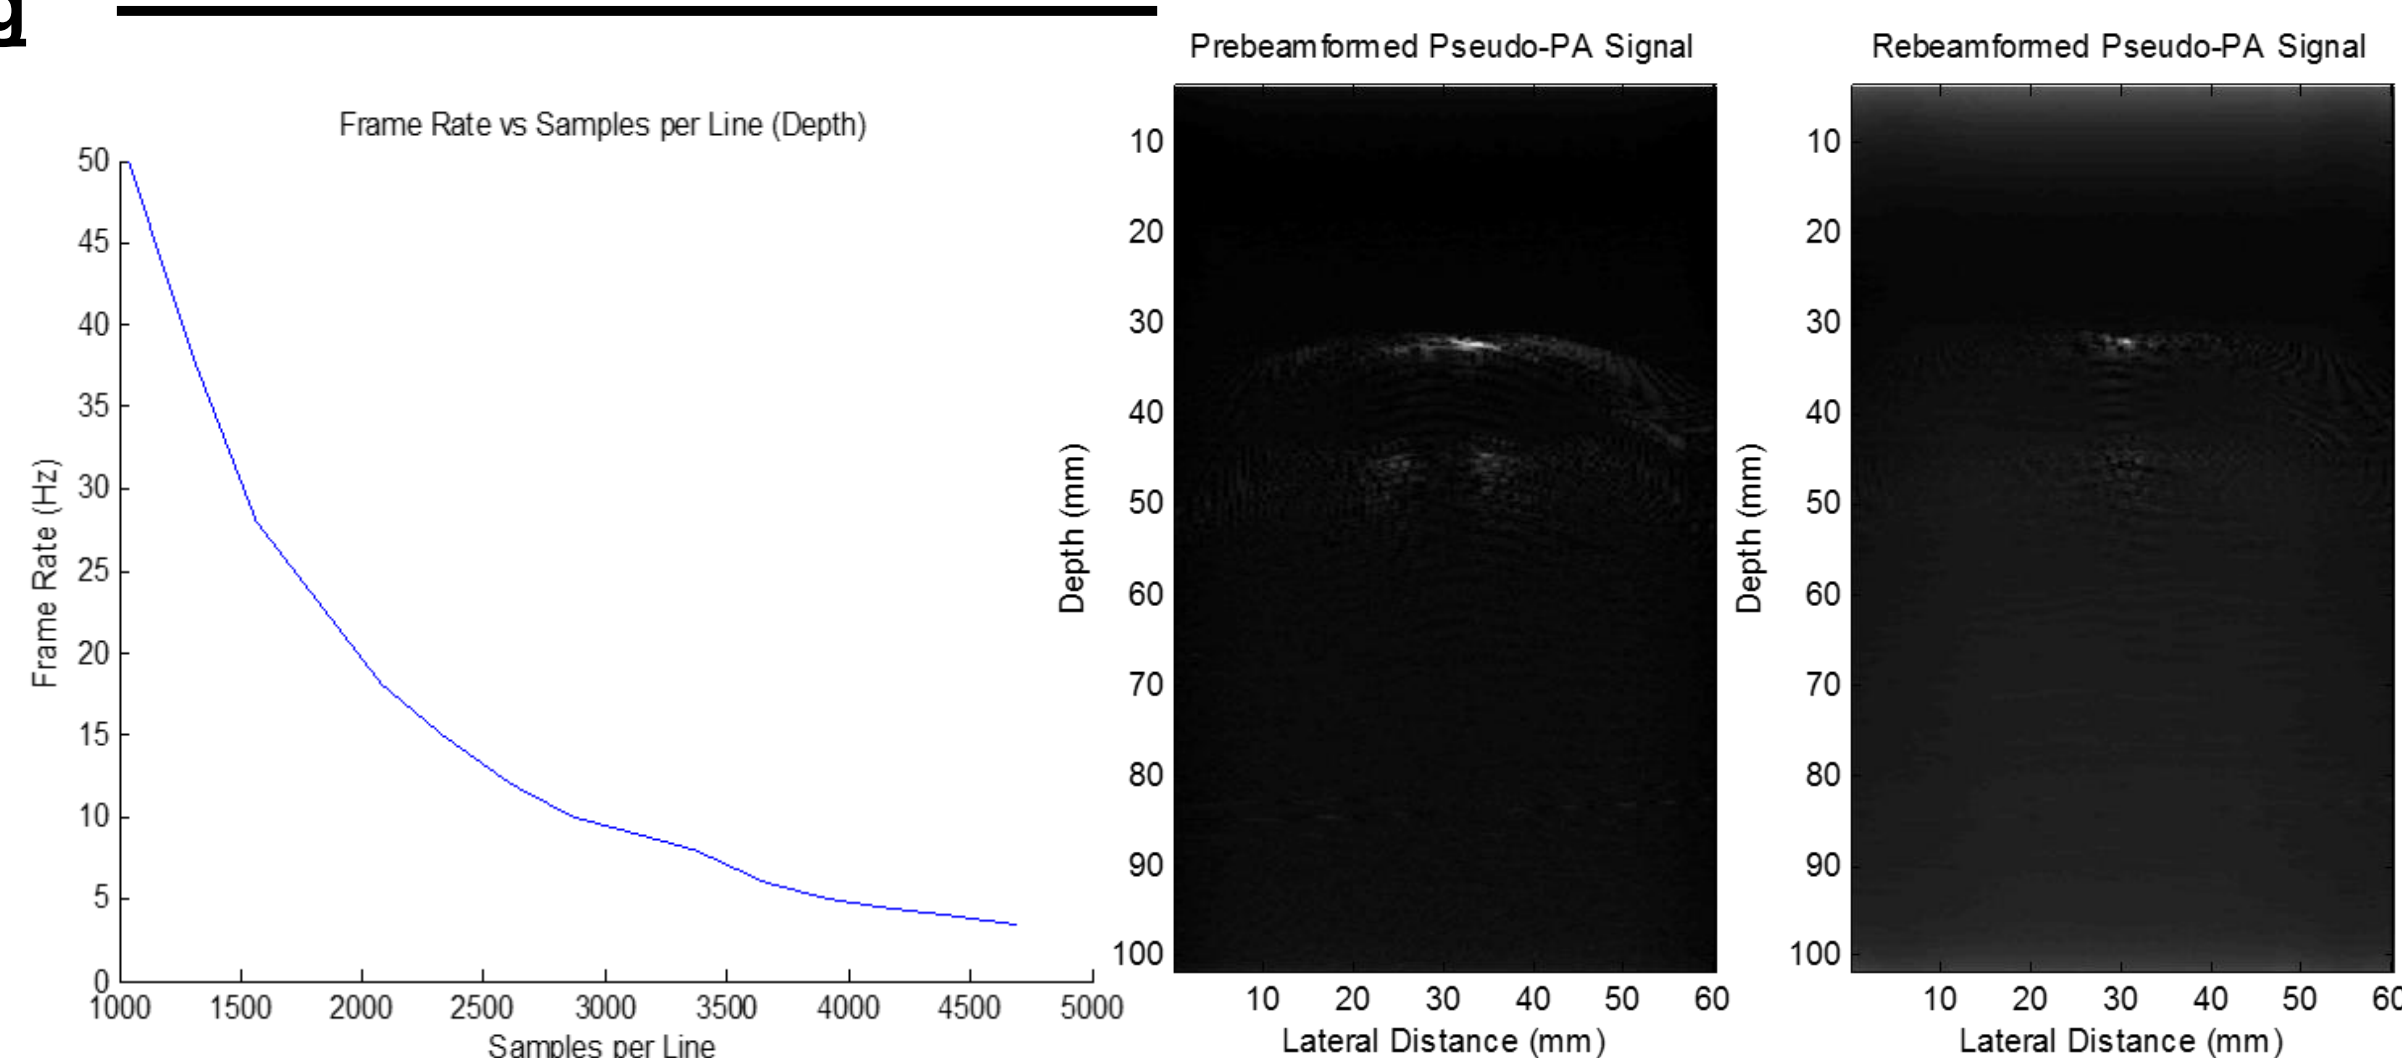 g
Frame Rate vs Samples per Line (Depth)
50
45
40
35
30
25
20
15
10
5
0
Frame Rate (Hz)
1000 1500 2000 2500 3000 3500 4000 4500 5000
Samples per Line
Prebeamformed Pseudo-PA Signal
10
20
30
40
50
60
70
80
90
100
Depth (mm)
10 20 30 40 50 60
Lateral Distance (mm)
Rebeamformed Pseudo-PA Signal
10
20
30
40
50
60
70
80
90
100
Depth (mm)
10 20 30 40 50 60
Lateral Distance (mm)